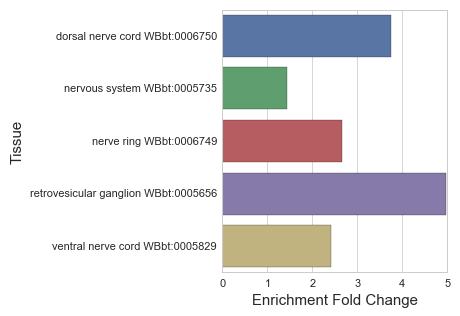 dorsal nerve cord WBbt:0006750
nervous system WBbt:0005735
nerve ring WBbt:0006749
retrovesicular ganglion WBbt:0005656
ventral nerve cord WBbt:0005829
Tissue
0 1 2 3 4 5
Enrichment Fold Change